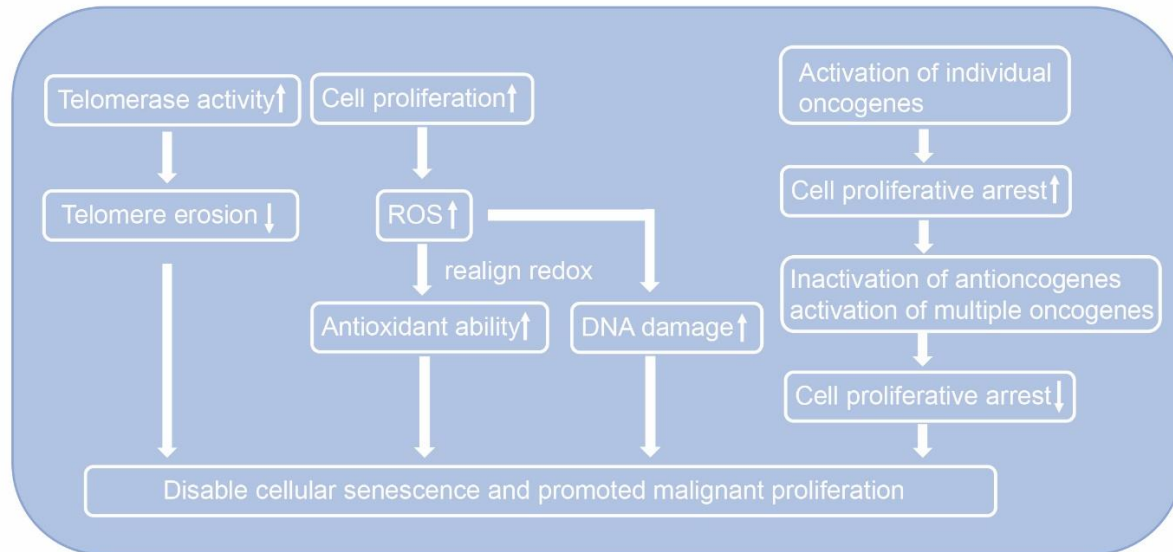 Telomerase activity↑
Telomere erosion↓
Cell proliferation↑
ROS↑
realign redox
Antioxidant ability↑
DNA damage↑
Activation of individual
oncogenes
Cell proliferative arrest↑
Inactivation of antioncogenes
activation of multiple oncogenes
Cell proliferative arrest↓
Disable cellular senescence and promoted malignant proliferation